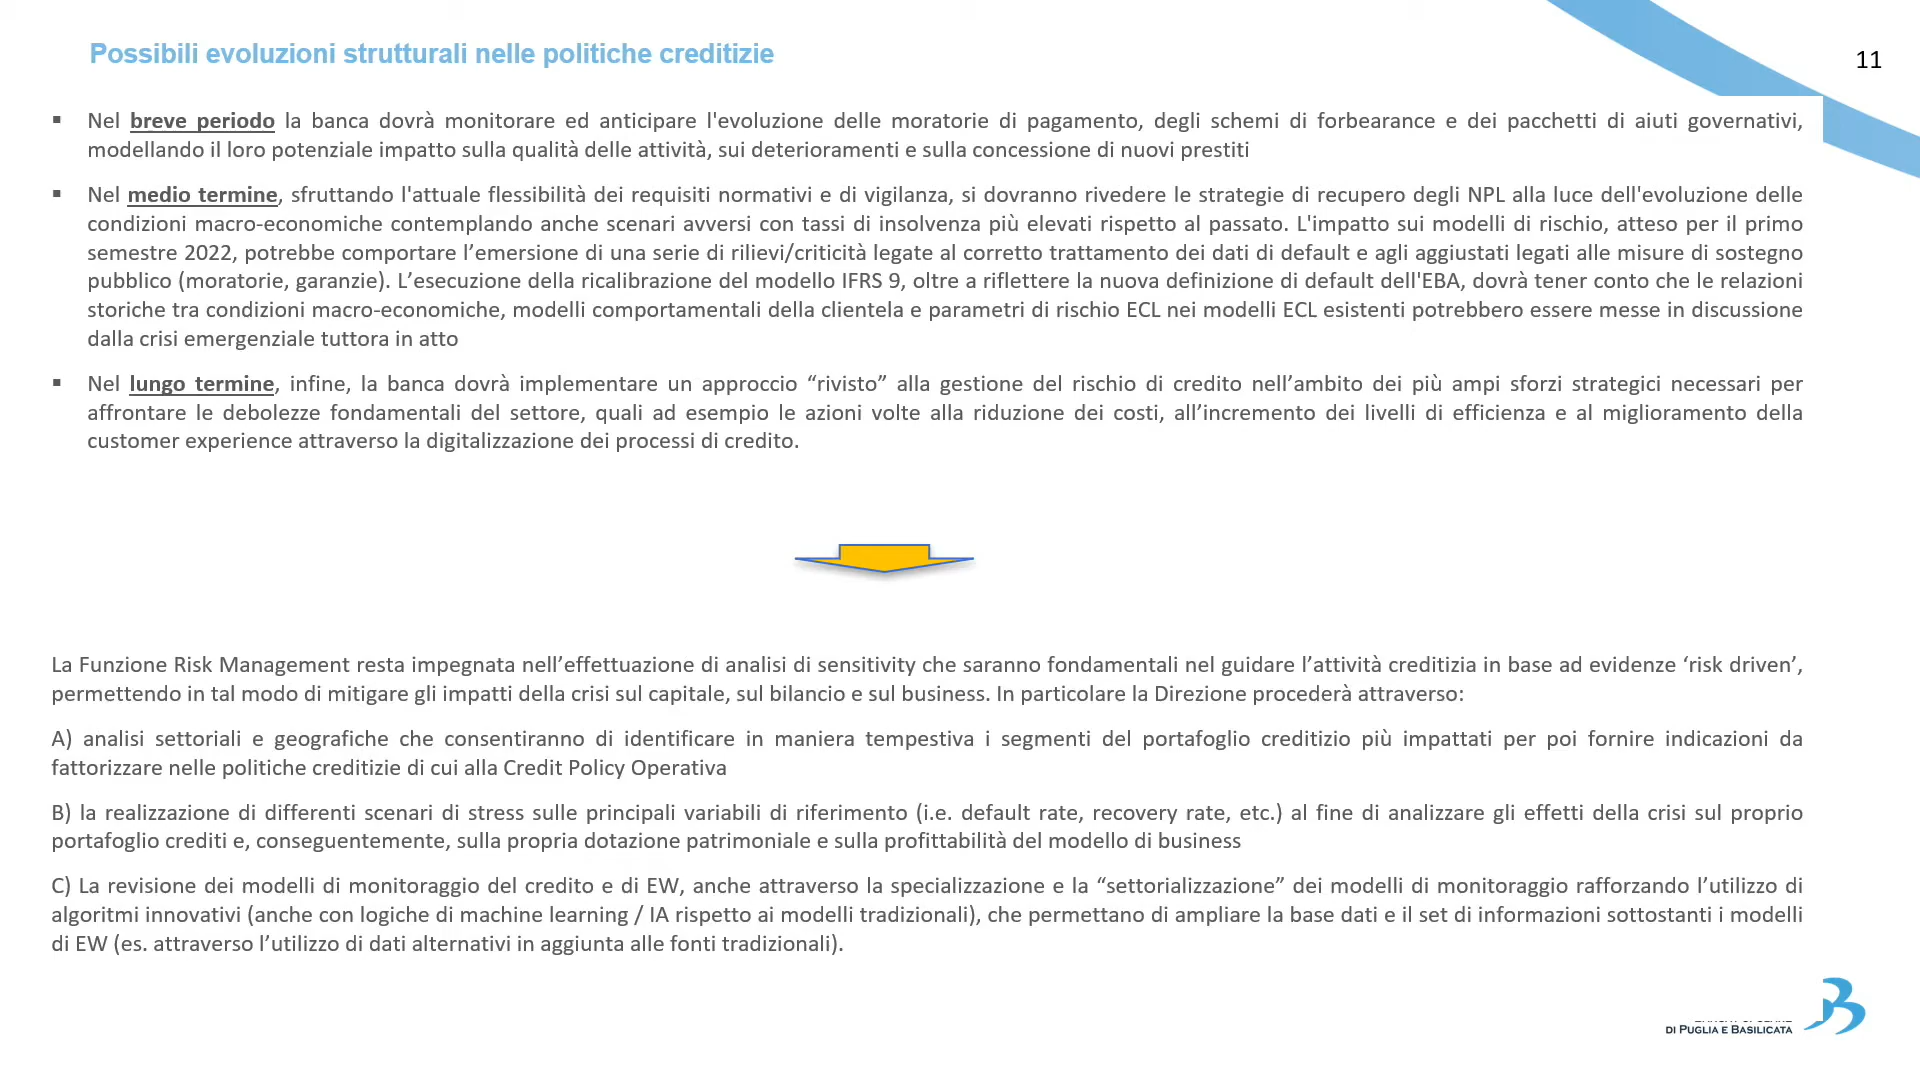 Possibili evoluzioni strutturali nelle politiche creditizie
11
▪ Nel breve periodo la banca dovrà monitorare ed anticipare l'evoluzione delle moratorie di pagamento, degli schemi di forbearance e dei pacchetti di aiuti governativi,
modellando il loro potenziale impatto sulla qualità delle attività, sui deterioramenti e sulla concessione di nuovi prestiti
▪ Nel medio termine, sfruttando l'attuale flessibilità dei requisiti normativi e di vigilanza, si dovranno rivedere le strategie di recupero degli NPL alla luce dell'evoluzione delle
condizioni macro-economiche contemplando anche scenari avversi con tassi di insolvenza più elevati rispetto al passato. L'impatto sui modelli di rischio, atteso per il primo
semestre 2022, potrebbe comportare l’emersione di una serie di rilievi/criticità legate al corretto trattamento dei dati di default e agli aggiustati legati alle misure di sostegno
pubblico (moratorie, garanzie). L’esecuzione della ricalibrazione del modello IFRS 9, oltre a riflettere la nuova definizione di default dell'EBA, dovrà tener conto che le relazioni
storiche tra condizioni macro-economiche, modelli comportamentali della clientela e parametri di rischio ECL nei modelli ECL esistenti potrebbero essere messe in discussione
dalla crisi emergenziale tuttora in atto
▪ Nel lungo termine, infine, la banca dovrà implementare un approccio “rivisto” alla gestione del rischio di credito nell’ambito dei più ampi sforzi strategici necessari per
affrontare le debolezze fondamentali del settore, quali ad esempio le azioni volte alla riduzione dei costi, all’incremento dei livelli di efficienza e al miglioramento della
customer experience attraverso la digitalizzazione dei processi di credito.
La Funzione Risk Management resta impegnata nell’effettuazione di analisi di sensitivity che saranno fondamentali nel guidare l’attività creditizia in base ad evidenze ‘risk driven’,
permettendo in tal modo di mitigare gli impatti della crisi sul capitale, sul bilancio e sul business. In particolare la Direzione procederà attraverso:
A) analisi settoriali e geografiche che consentiranno di identificare in maniera tempestiva i segmenti del portafoglio creditizio più impattati per poi fornire indicazioni da
fattorizzare nelle politiche creditizie di cui alla Credit Policy Operativa
B) la realizzazione di differenti scenari di stress sulle principali variabili di riferimento (i.e. default rate, recovery rate, etc.) al fine di analizzare gli effetti della crisi sul proprio
portafoglio crediti e, conseguentemente, sulla propria dotazione patrimoniale e sulla profittabilità del modello di business
C) La revisione dei modelli di monitoraggio del credito e di EW, anche attraverso la specializzazione e la “settorializzazione” dei modelli di monitoraggio rafforzando l’utilizzo di
algoritmi innovativi (anche con logiche di machine learning / IA rispetto ai modelli tradizionali), che permettano di ampliare la base dati e il set di informazioni sottostanti i modelli
di EW (es. attraverso l’utilizzo di dati alternativi in aggiunta alle fonti tradizionali).
DI PUGLIA E BASILICATA